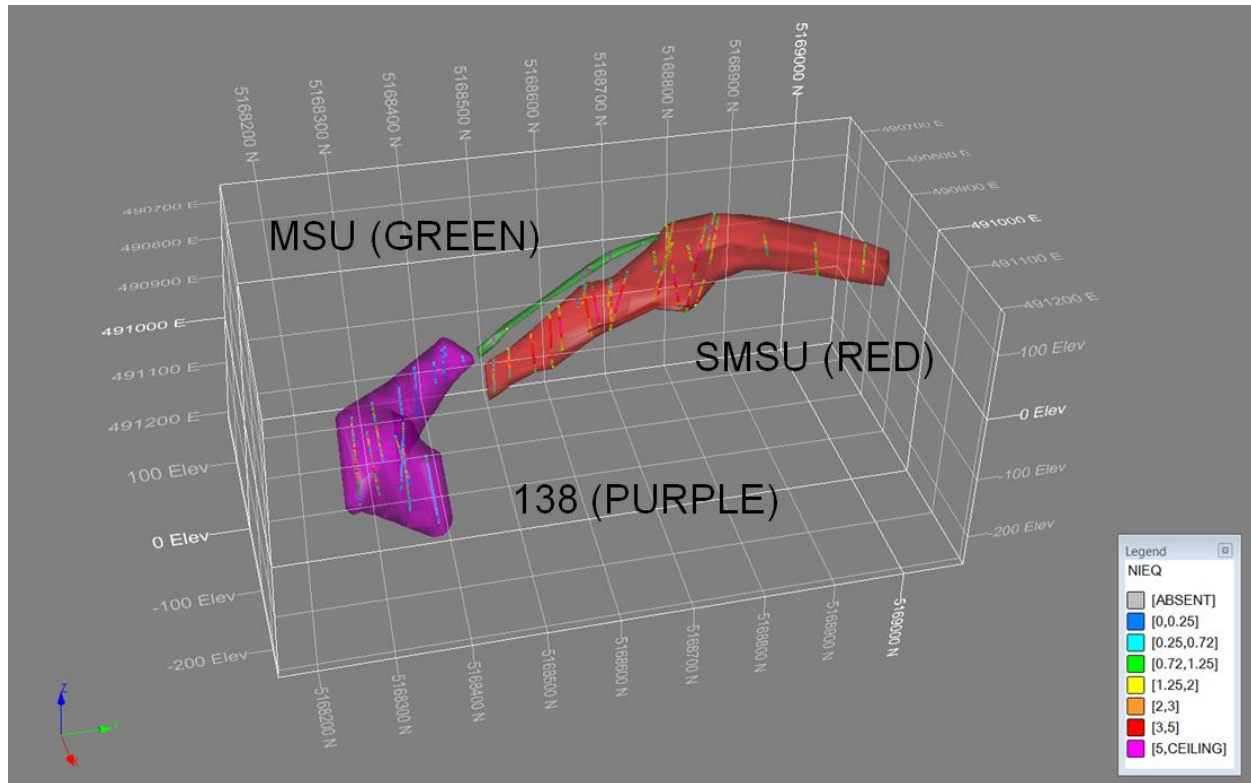 5168200 N
5168300 N
5168400 N
5168500 N
5168600 N
5168700 N
5168800 N
5168900 N
5169000 N
490700 E
490800 E
490900 E
491000 E
491100 E
491200 E
MSU (GREEN)
490700 E
490800 E
490900 E
491000 E
491100 E
491200 E
SMSU (RED)
138 (PURPLE)
100 Elev
0 Elev
-100 Elev
-200 Elev
100 Elev
0 Elev
-100 Elev
-200 Elev
5168200 N
5168300 N
5168400 N
5168500 N
5168600 N
5168700 N
5168800 N
5168900 N
5169000 N
Z
Y
X
Legend
NIEQ
[ABSENT]
[0,0.25]
[0.25,0.72]
[0.72,1.25]
[1.25,2]
[2,3]
[3,5]
[5,CEILING]